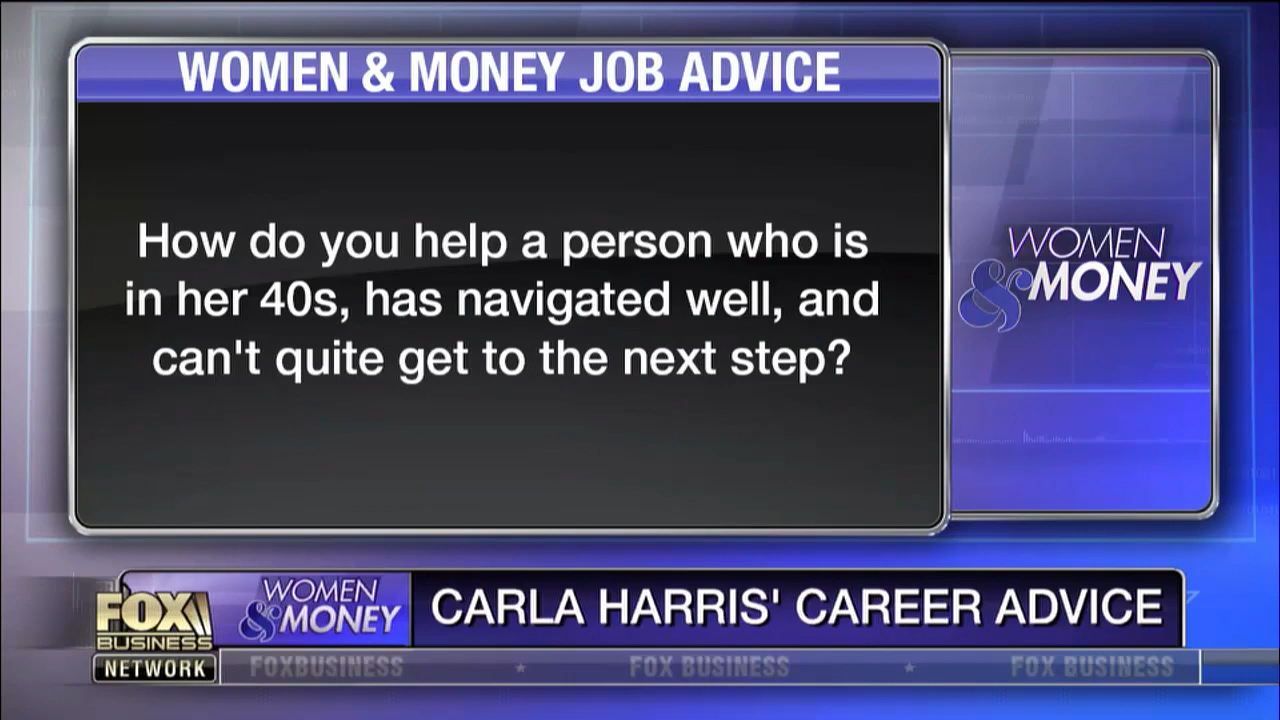 WOMEN & MONEY JOB ADVICE
How do you help a person who is
in her 40s, has navigated well, and
can't quite get to the next step?
WOMEN
&MONEY
WOMEN
&MONEY
CARLA HARRIS' CAREER ADVICE
FOX
BUSINESS
NETWORK
FOXBUSINESS ★ FOX BUSINESS ★ FOX BUSINESS